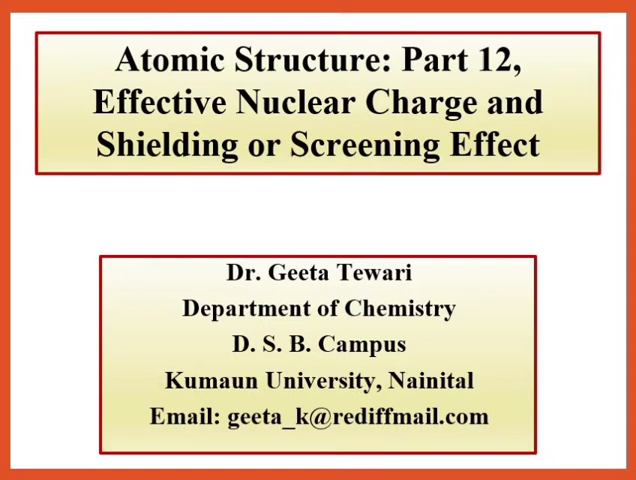 Atomic Structure: Part 12,
Effective Nuclear Charge and
Shielding or Screening Effect
Dr. Geeta Tewari
Department of Chemistry
D. S. B. Campus
Kumaun University, Nainital
Email: geeta_k@rediffmail.com